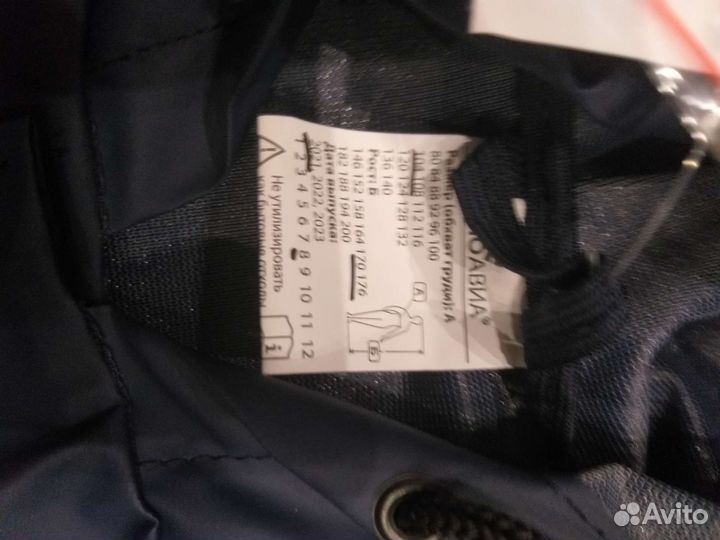 ОАВИА®
Размер (обхват груди): А
80 84 88 92 96 100
104 108 112 116
120 124 128 132
136 140
Рост: Б
146 152 158 164 170 176
182 188 194 200
Дата выпуска:
2021, 2022, 2023
1 2 3 4 5 6 7 8 9 10 11 12
Не утилизировать
А
Б
i
Avito